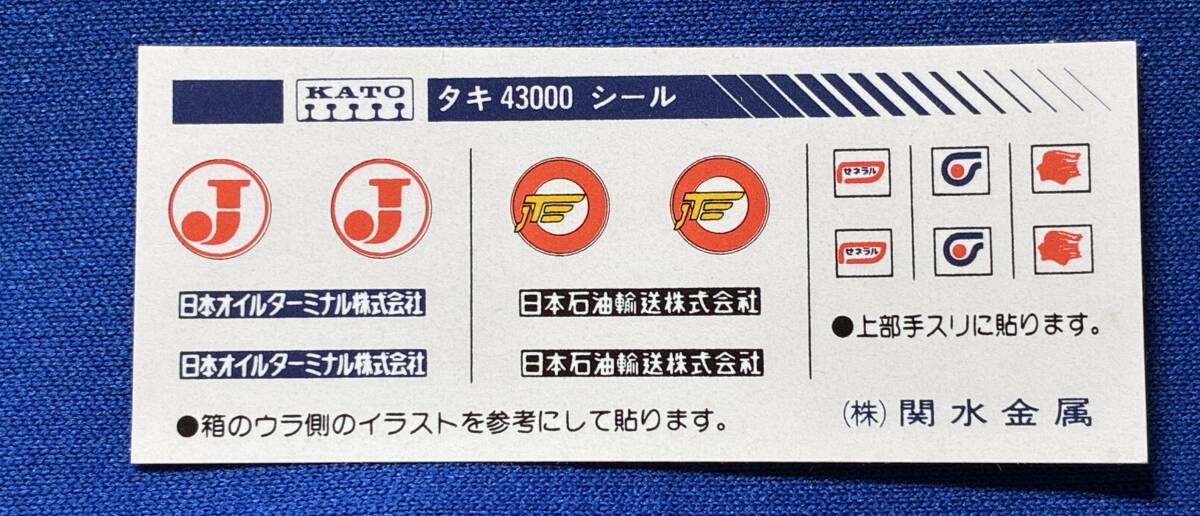 KATO
タキ 43000 シール
J
J
JTS
JTS
ゼネラル
ゼネラル
日本オイルターミナル株式会社
日本石油輸送株式会社
日本オイルターミナル株式会社
日本石油輸送株式会社
●上部手スリに貼ります。
●箱のウラ側のイラストを参考にして貼ります。
(株) 関水金属